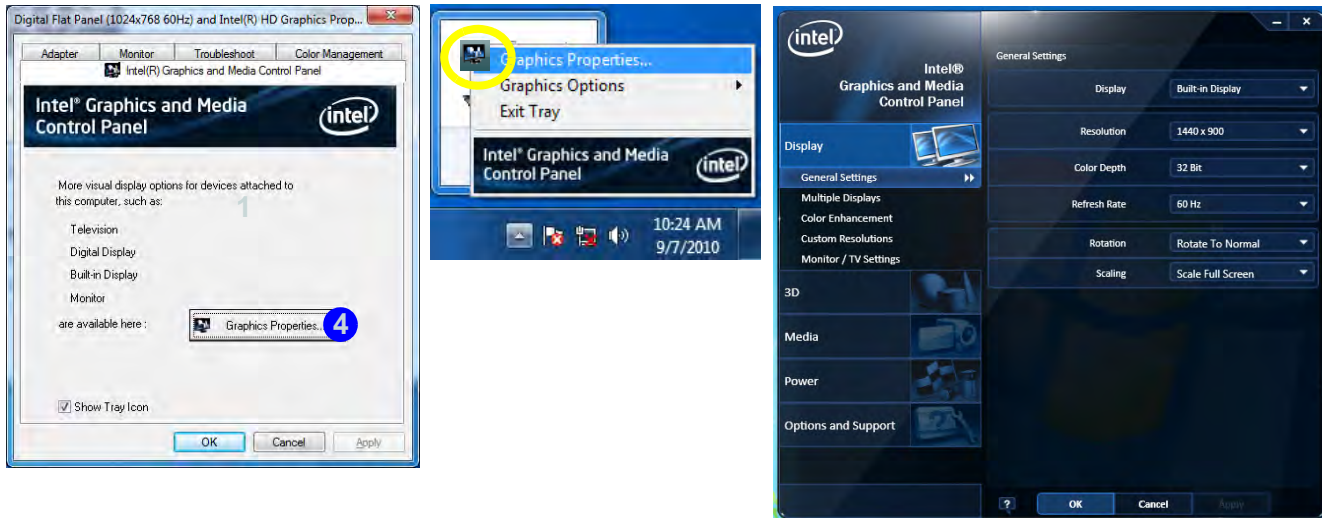 Digital Flat Panel (1024x768 60Hz) and Intel(R) HD Graphics Prop...
Adapter Monitor Troubleshoot Color Management
Intel(R) Graphics and Media Control Panel
Intel® Graphics and Media
Control Panel
intel
More visual display options for devices attached to
this computer, such as:
1
Television
Digital Display
Built-in Display
Monitor
are available here :
Graphics Properties... 4
Show Tray Icon
OK Cancel Apply
Graphics Properties...
Graphics Options
Exit Tray
Intel® Graphics and Media
Control Panel
intel
10:24 AM
9/7/2010
intel
Intel®
Graphics and Media
Control Panel
Display
General Settings
Multiple Displays
Color Enhancement
Custom Resolutions
Monitor / TV Settings
3D
Media
Power
Options and Support
General Settings
Display Built-in Display
Resolution 1440 x 900
Color Depth 32 Bit
Refresh Rate 60 Hz
Rotation Rotate To Normal
Scaling Scale Full Screen
? OK Cancel Apply